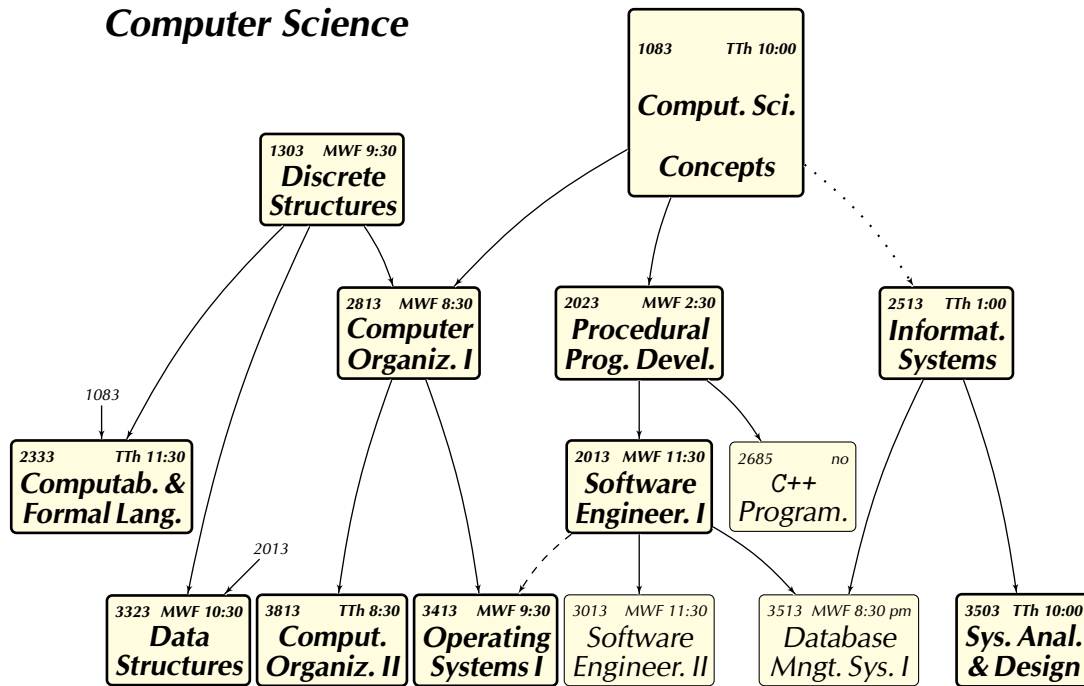 Computer Science
1083 TTh 10:00
Comput. Sci.
Concepts
1303 MWF 9:30
Discrete
Structures
2813 MWF 8:30
Computer
Organiz. I
2023 MWF 2:30
Procedural
Prog. Devel.
2513 TTh 1:00
Informat.
Systems
1083
2333 TTh 11:30
Computab. &
Formal Lang.
2013 MWF 11:30
Software
Engineer. I
2685 no
C++
Program.
2013
3323 MWF 10:30
Data
Structures
3813 TTh 8:30
Comput.
Organiz. II
3413 MWF 9:30
Operating
Systems I
3013 MWF 11:30
Software
Engineer. II
3513 MWF 8:30 pm
Database
Mngt. Sys. I
3503 TTh 10:00
Sys. Anal.
& Design